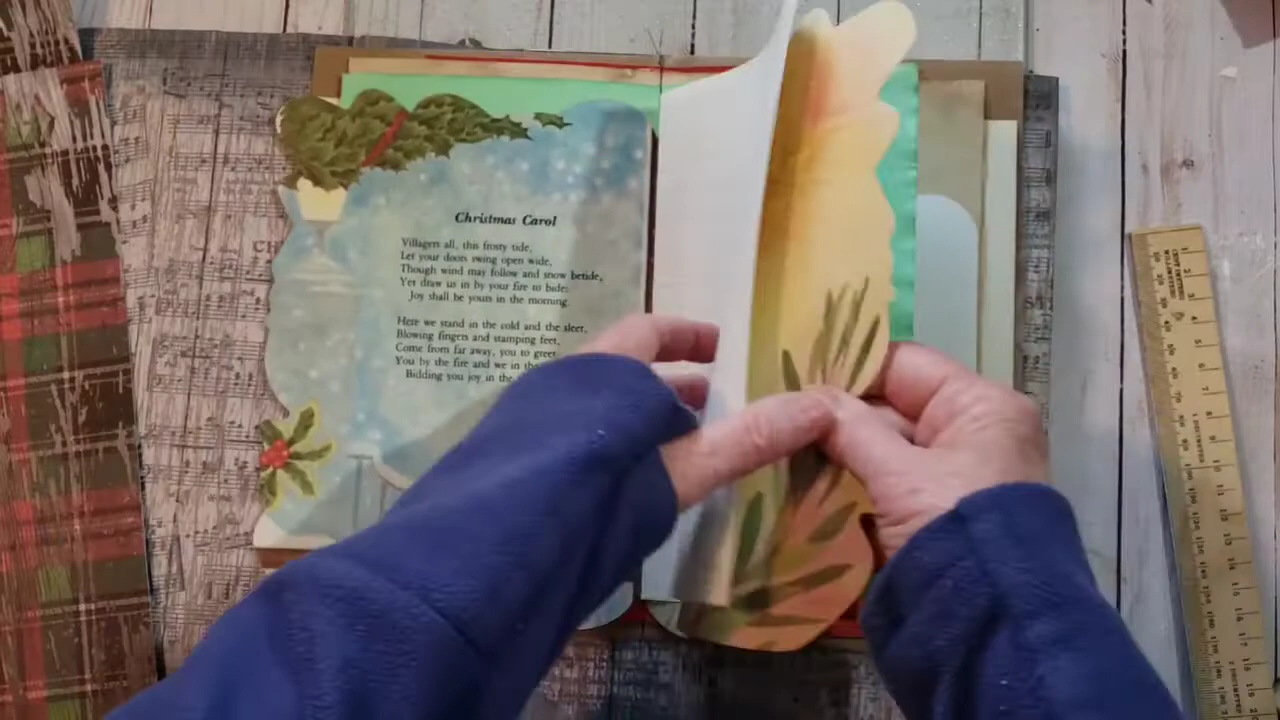 Christmas Carol
Villagers all, this frosty tide,
Let your doors swing open wide,
Though wind may follow and snow betide,
Yet draw us in by your fire to bide;
Joy shall be yours in the morning.
Here we stand in the cold and the sleet,
Blowing fingers and stamping feet,
Come from far away, you to greet
You by the fire and we in the
Bidding you joy in the